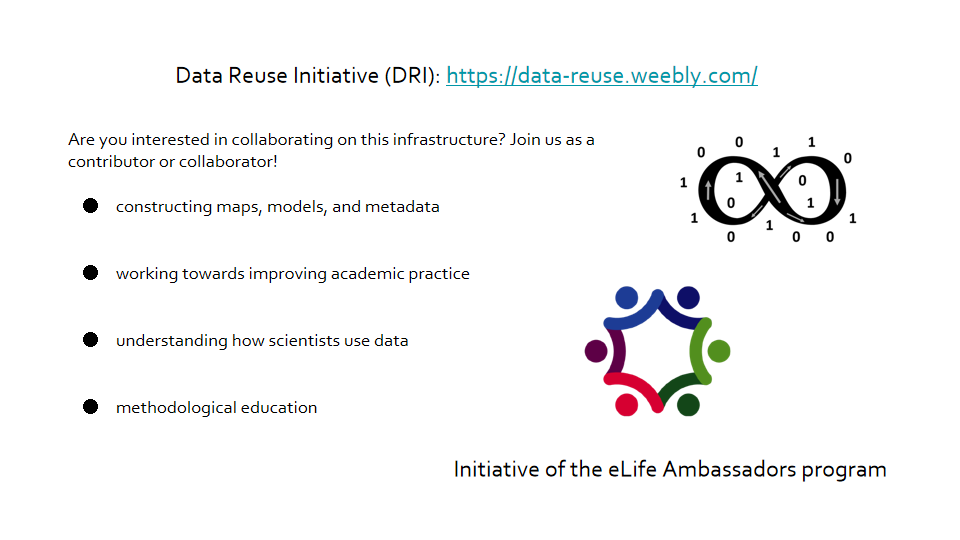 Data Reuse Initiative (DRI): https://data-reuse.weebly.com/
Are you interested in collaborating on this infrastructure? Join us as a
contributor or collaborator!
● constructing maps, models, and metadata
● working towards improving academic practice
● understanding how scientists use data
● methodological education
0 0 1 1 0
1 1 0
1 0 1 1
0 1 0 0
Initiative of the eLife Ambassadors program